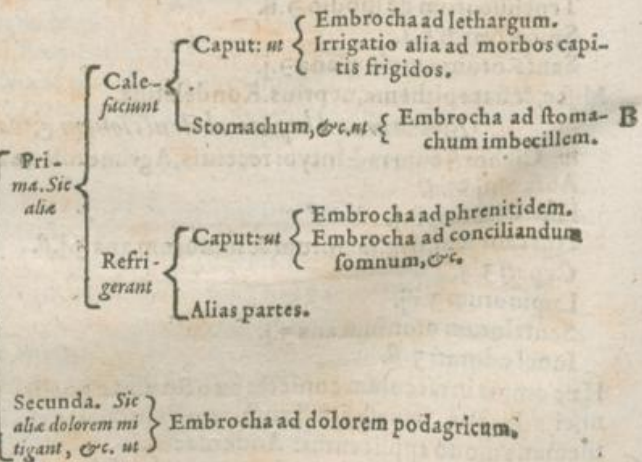 Embrocha ad lethargum.
Caput: ut
Irrigatio alia ad morbos capi-
tis frigidos.
Cale-
faciunt
Stomachum, &c. ut
Embrocha ad stoma-
chum imbecillem.
B
Pri-
mæ. Sic
aliæ
Embrocha ad phrenitidem.
Caput: ut
Embrocha ad conciliandum
somnum, &c.
Refri-
gerant
Alias partes.
Secunda. Sic
aliæ dolorem mi
tigant, &c. ut
Embrocha ad dolorem podagricum.